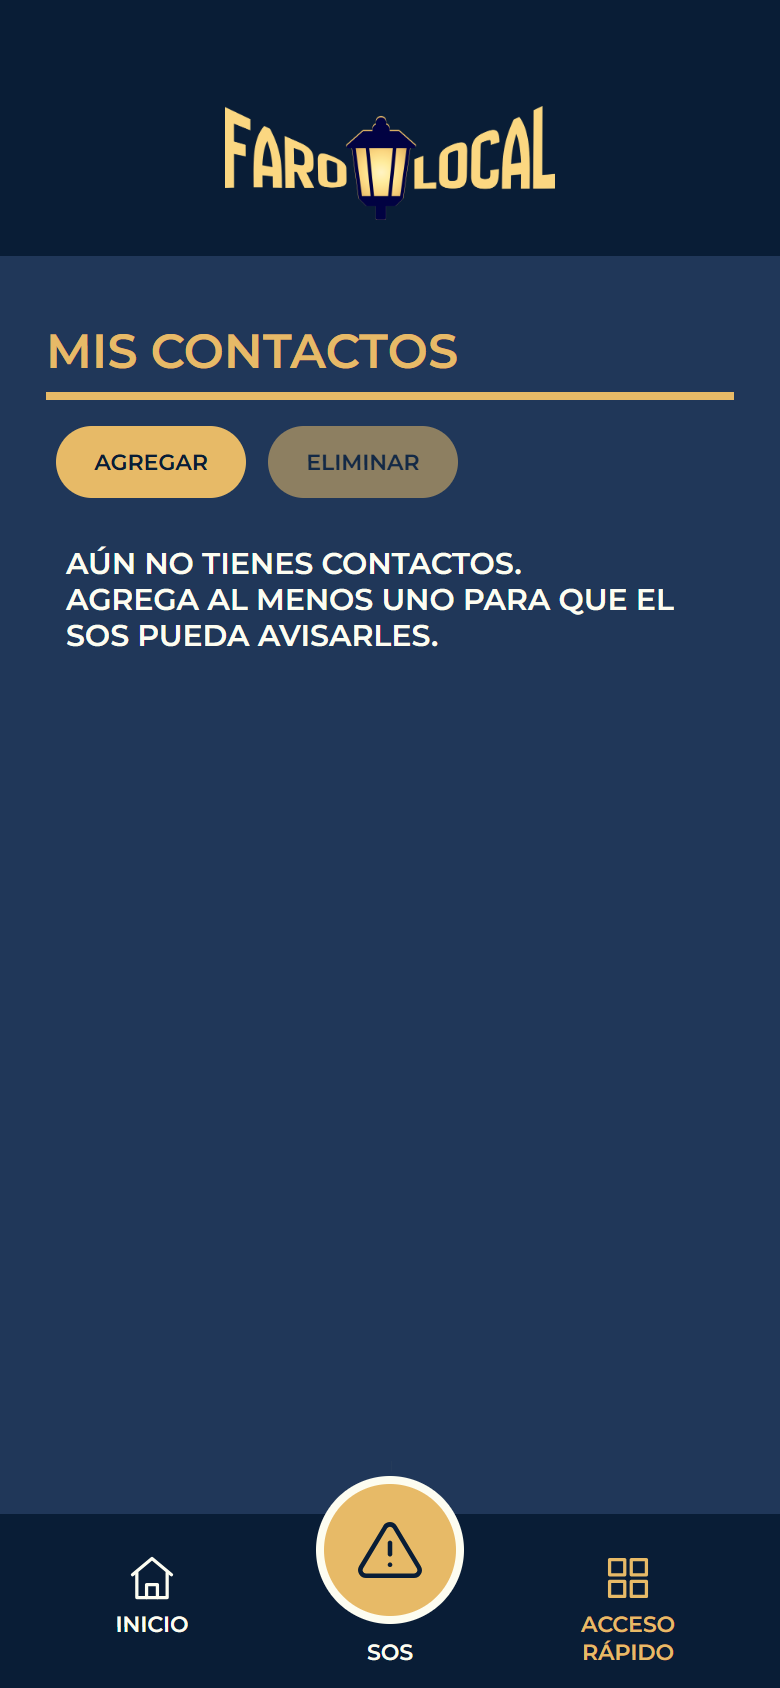 FARO LOCAL
MIS CONTACTOS
AGREGAR ELIMINAR
AÚN NO TIENES CONTACTOS.
AGREGA AL MENOS UNO PARA QUE EL
SOS PUEDA AVISARLES.
INICIO
SOS
ACCESO
RÁPIDO